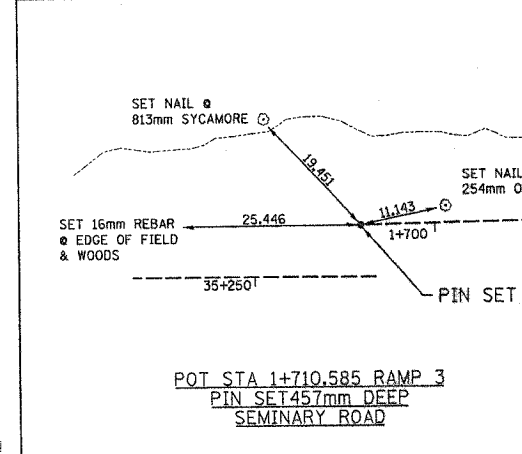 SET NAIL @
813mm SYCAMORE
19.451
SET NAIL
254mm O
11.143
SET 16mm REBAR
@ EDGE OF FIELD
& WOODS
25.446
1+700
35+250
PIN SET
POT STA 1+710.585 RAMP 3
PIN SET457mm DEEP
SEMINARY ROAD